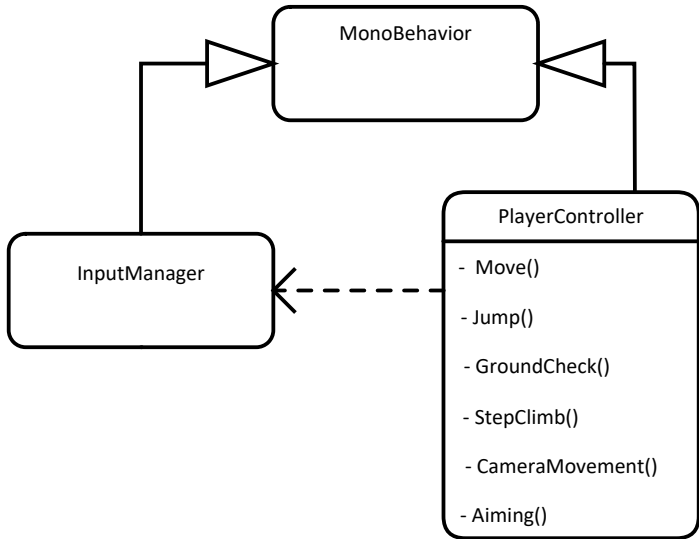 MonoBehavior
PlayerController
InputManager
- Move()
- Jump()
- GroundCheck()
- StepClimb()
- CameraMovement()
- Aiming()